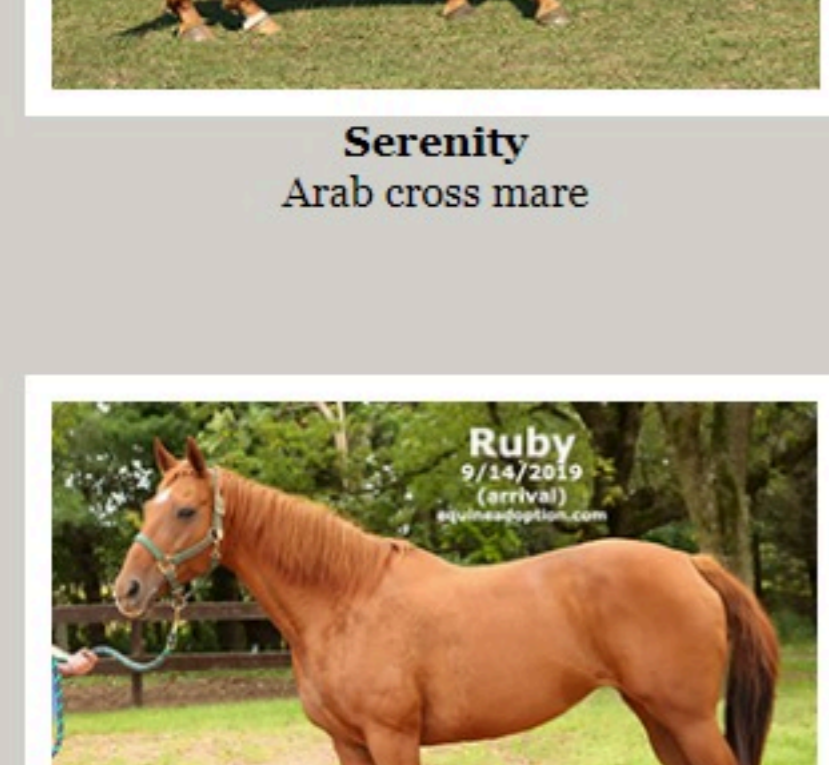 Serenity
Arab cross mare
Ruby
9/14/2019
(arrival)
equineadoption.com